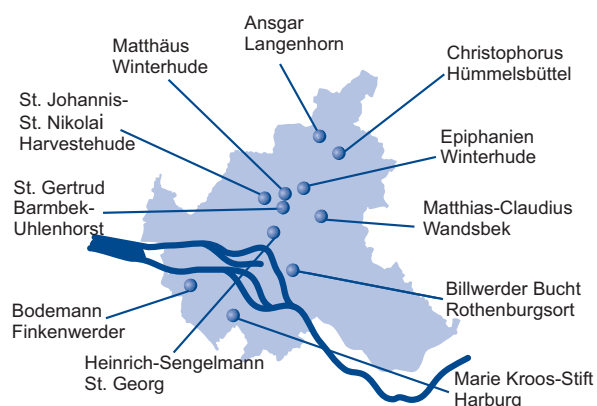 Ansgar
Langenhorn
Matthäus
Winterhude
Christophorus
Hümmelsbüttel
St. Johannis-
St. Nikolai
Harvestehude
Epiphanien
Winterhude
St. Gertrud
Barmbek-
Uhlenhorst
Matthias-Claudius
Wandsbek
Billwerder Bucht
Rothenburgsort
Bodemann
Finkenwerder
Heinrich-Sengelmann
St. Georg
Marie Kroos-Stift
Harburg